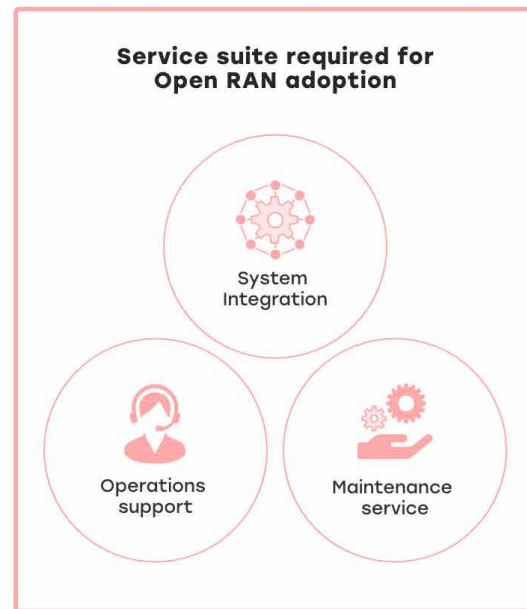 Service suite required for
Open RAN adoption
System
Integration
Operations
support
Maintenance
service